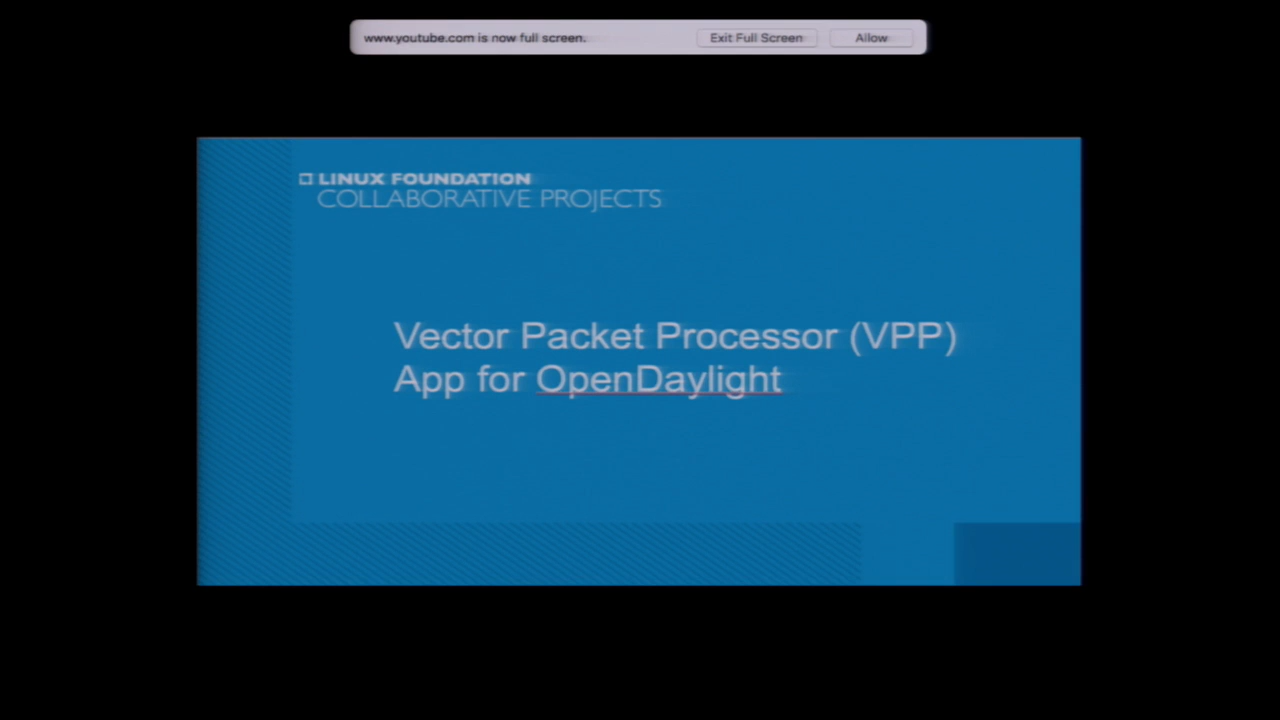 www.youtube.com is now full screen.
Exit Full Screen
Allow
LINUX FOUNDATION
COLLABORATIVE PROJECTS
Vector Packet Processor (VPP)
App for OpenDaylight